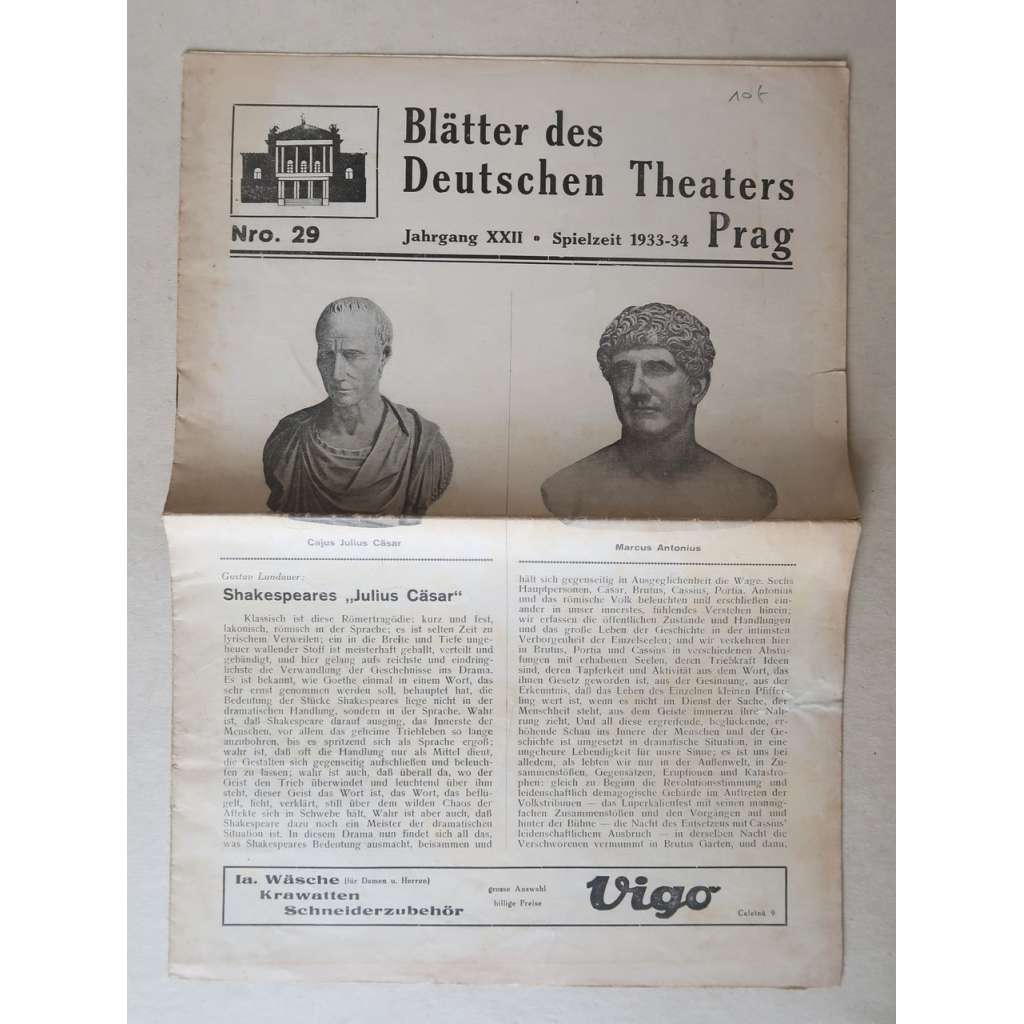 10 f
Blätter des
Deutschen Theaters
Prag
Nro. 29
Jahrgang XXII • Spielzeit 1933-34
Cajus Julius Cäsar
Marcus Antonius
Gustav Landauer:
Shakespeares „Julius Cäsar"
Klassisch ist diese Römertragödie: kurz und fest,
lakonisch, römisch in der Sprache; es ist selten Zeit zu
lyrischem Verweilen; ein in die Breite und Tiefe unge-
heuer wallender Stoff ist meisterhaft geballt, verteilt und
gebändigt, und hier gelang aufs reichste und eindring-
lichste die Verwandlung der Geschehnisse ins Drama.
Es ist bekannt, wie Goethe einmal in einem Wort, das
sehr ernst genommen werden soll, behauptet hat, die
Bedeutung der Stücke Shakespeares liege nicht in der
dramatischen Handlung, sondern in der Sprache. Wahr
ist, daß Shakespeare darauf ausging, das Innerste der
Menschen, vor allem das geheime Triebleben so lange
anzubohren, bis es spritzend sich als Sprache ergoß;
wahr ist, daß oft die Handlung nur als Mittel dient,
die Gestalten sich gegenseitig aufschließen und beleuch-
ten zu lassen; wahr ist auch, daß überall da, wo der
Geist den Trieb überwindet und leuchtend über ihm
steht, dieser Geist das Wort ist, das Wort, das beflü-
gelt, licht, verklärt, still über dem wilden Chaos der
Affekte sich in Schwebe hält. Wahr ist aber auch, daß
Shakespeare dazu noch ein Meister der dramatischen
Situation ist. In diesem Drama nun findet sich all das,
was Shakespeares Bedeutung ausmacht, beisammen und
hält sich gegenseitig in Ausgeglichenheit die Wage. Sechs
Hauptpersonen, Cäsar, Brutus, Cassius, Portia, Antonius
und das römische Volk beleuchten und erschließen ein-
ander in unser innerstes, fühlendes Verstehen hinein;
wir erfassen die öffentlichen Zustände und Handlungen
und das große Leben der Geschichte in der intimsten
Verborgenheit der Einzelseelen; und wir verkehren hier
in Brutus, Portia und Cassius in verschiedenen Abstu-
fungen mit erhabenen Seelen, deren Triebkraft Ideen
sind, deren Tapferkeit und Aktivität aus dem Wort, das
ihnen Gesetz geworden ist, aus der Gesinnung, aus der
Erkenntnis, daß das Leben des Einzelnen kleinen Pfiffer-
ling wert ist, wenn es nicht im Dienst der Sache, der
Menschheit steht, aus dem Geiste immerzu ihre Nah-
rung zieht. Und all diese ergreifende, beglückende, er-
höhende Schau ins Innere der Menschen und der Ge-
schichte ist umgesetzt in dramatische Situation, in eine
ungeheure Lebendigkeit für unsre Sinne; es ist uns bei
alledem, als lebten wir nur in der Außenwelt, in Zu-
sammenstößen, Gegensätzen, Eruptionen und Katastro-
phen: gleich zu Beginn die Revolutionsstimmung und
leidenschaftlich demagogische Gebärde im Auftreten der
Volkstribunen — das Luperkalienfest mit seinen mannig-
fachen Zusammenstößen und den Vorgängen auf und
hinter der Bühne — die Nacht des Entsetzens mit Cassius'
leidenschaftlichem Ausbruch — in derselben Nacht die
Verschworenen vermummt in Brutus Garten, und dann,
Ia. Wäsche (für Damen u. Herren)
Krawatten
Schneiderzubehör
grosse Auswahl
billige Preise
Vigo
Celetná 9